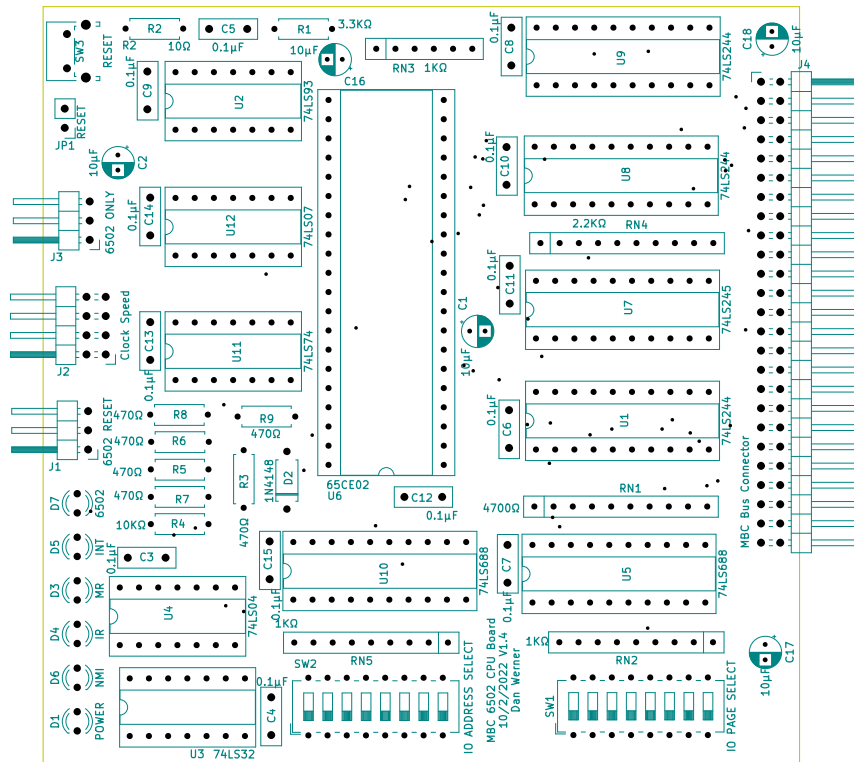 SW3
RESET
R2
R2
10Ω
C5
0.1µF
R1
3.3KΩ
10µF
C16
RN3 1KΩ
0.1µF
C8
U9
74LS244
C18
10µF
J4
0.1µF
C9
U2
74LS93
JP1
RESET
10µF
C2
0.1µF
C10
U8
74LS244
6502 ONLY
J3
0.1µF
C14
U12
74LS07
2.2KΩ
RN4
0.1µF
C11
U7
74LS245
Clock Speed
J2
C13
0.1µF
U11
74LS74
C1
10µF
6502 RESET
J1
470Ω
R8
470Ω
R6
470Ω
R5
470Ω
R7
10KΩ
R4
R9
470Ω
R3
470Ω
1N4148
D2
65CE02
U6
C12
0.1µF
0.1µF
C6
U1
74LS244
MBC Bus Connector
4700Ω
RN1
D7
6502
D5
INT
D3
MR
D4
IR
D6
NMI
D1
POWER
0.1µF
C3
U4
74LS04
C15
0.1µF
U10
74LS688
C7
0.1µF
U5
74LS688
1KΩ
RN5
SW2
1KΩ
RN2
C17
10µF
U3 74LS32
0.1µF
C4
IO ADDRESS SELECT
MBC 6502 CPU Board
10/2/2022 V1.4
Dan Werner
SW1
IO PAGE SELECT